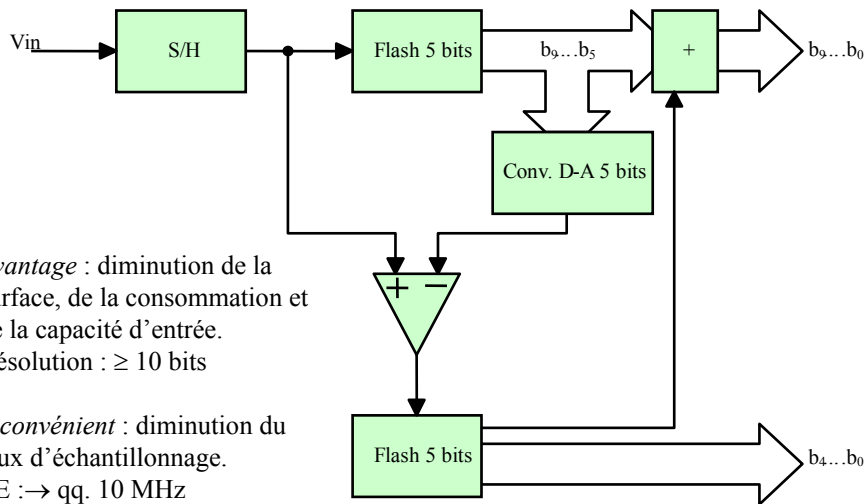 Vin
S/H
Flash 5 bits
b₉…b₅
+
b₉…b₀
Conv. D-A 5 bits
+ −
vantage : diminution de la
urface, de la consommation et
e la capacité d’entrée.
ésolution : ≥ 10 bits
convénient : diminution du
ux d’échantillonnage.
E :→ qq. 10 MHz
Flash 5 bits
b₄…b₀